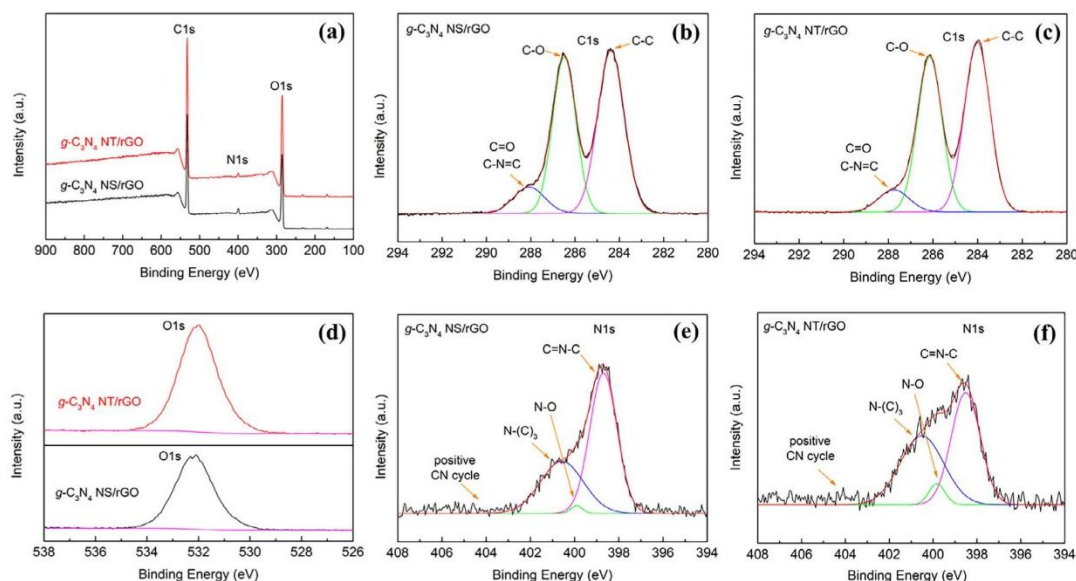 (a)
C1s
O1s
N1s
g-C₃N₄ NT/rGO
g-C₃N₄ NS/rGO
Intensity (a.u.)
900 800 700 600 500 400 300 200 100
Binding Energy (eV)
(b)
g-C₃N₄ NS/rGO
C1s
C-O
C-C
C=O
C-N=C
Intensity (a.u.)
294 292 290 288 286 284 282 280
Binding Energy (eV)
(c)
g-C₃N₄ NT/rGO
C1s
C-O
C-C
C=O
C-N=C
Intensity (a.u.)
294 292 290 288 286 284 282 280
Binding Energy (eV)
(d)
O1s
g-C₃N₄ NT/rGO
O1s
g-C₃N₄ NS/rGO
Intensity (a.u.)
538 536 534 532 530 528 526
Binding Energy (eV)
(e)
g-C₃N₄ NS/rGO
N1s
C=N-C
N-O
N-(C)₃
positive
CN cycle
Intensity (a.u.)
408 406 404 402 400 398 396 394
Binding Energy (eV)
(f)
g-C₃N₄ NT/rGO
N1s
C=N-C
N-O
N-(C)₃
positive
CN cycle
Intensity (a.u.)
408 406 404 402 400 398 396 394
Binding Energy (eV)